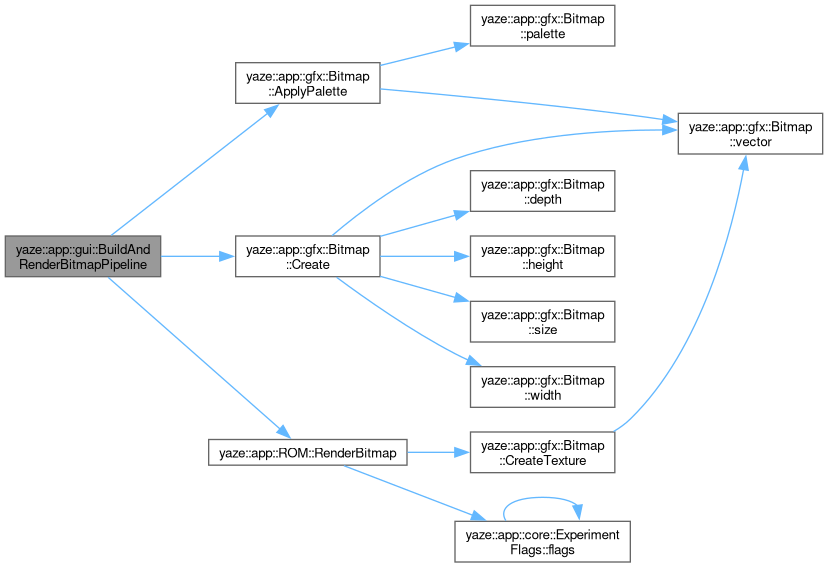 yaze::app::gfx::Bitmap
::palette
yaze::app::gfx::Bitmap
::ApplyPalette
yaze::app::gfx::Bitmap
::vector
yaze::app::gfx::Bitmap
::depth
yaze::app::gui::BuildAnd
RenderBitmapPipeline
yaze::app::gfx::Bitmap
::Create
yaze::app::gfx::Bitmap
::height
yaze::app::gfx::Bitmap
::size
yaze::app::gfx::Bitmap
::width
yaze::app::ROM::RenderBitmap
yaze::app::gfx::Bitmap
::CreateTexture
yaze::app::core::Experiment
Flags::flags